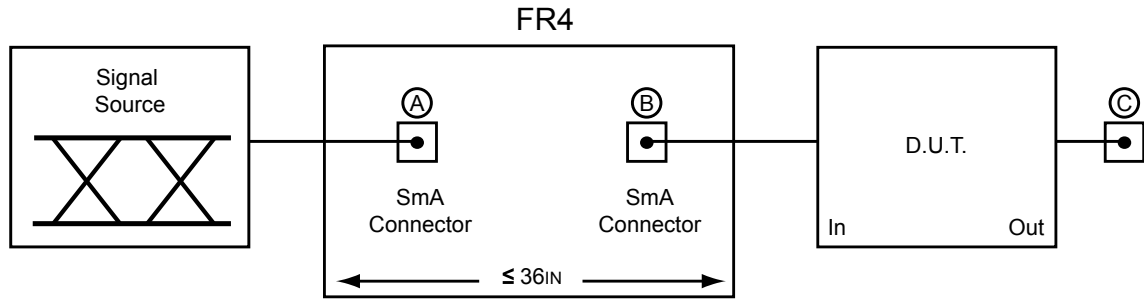 FR4
Signal
Source
A
SmA
Connector
B
SmA
Connector
≤ 36IN
D.U.T.
In
Out
C